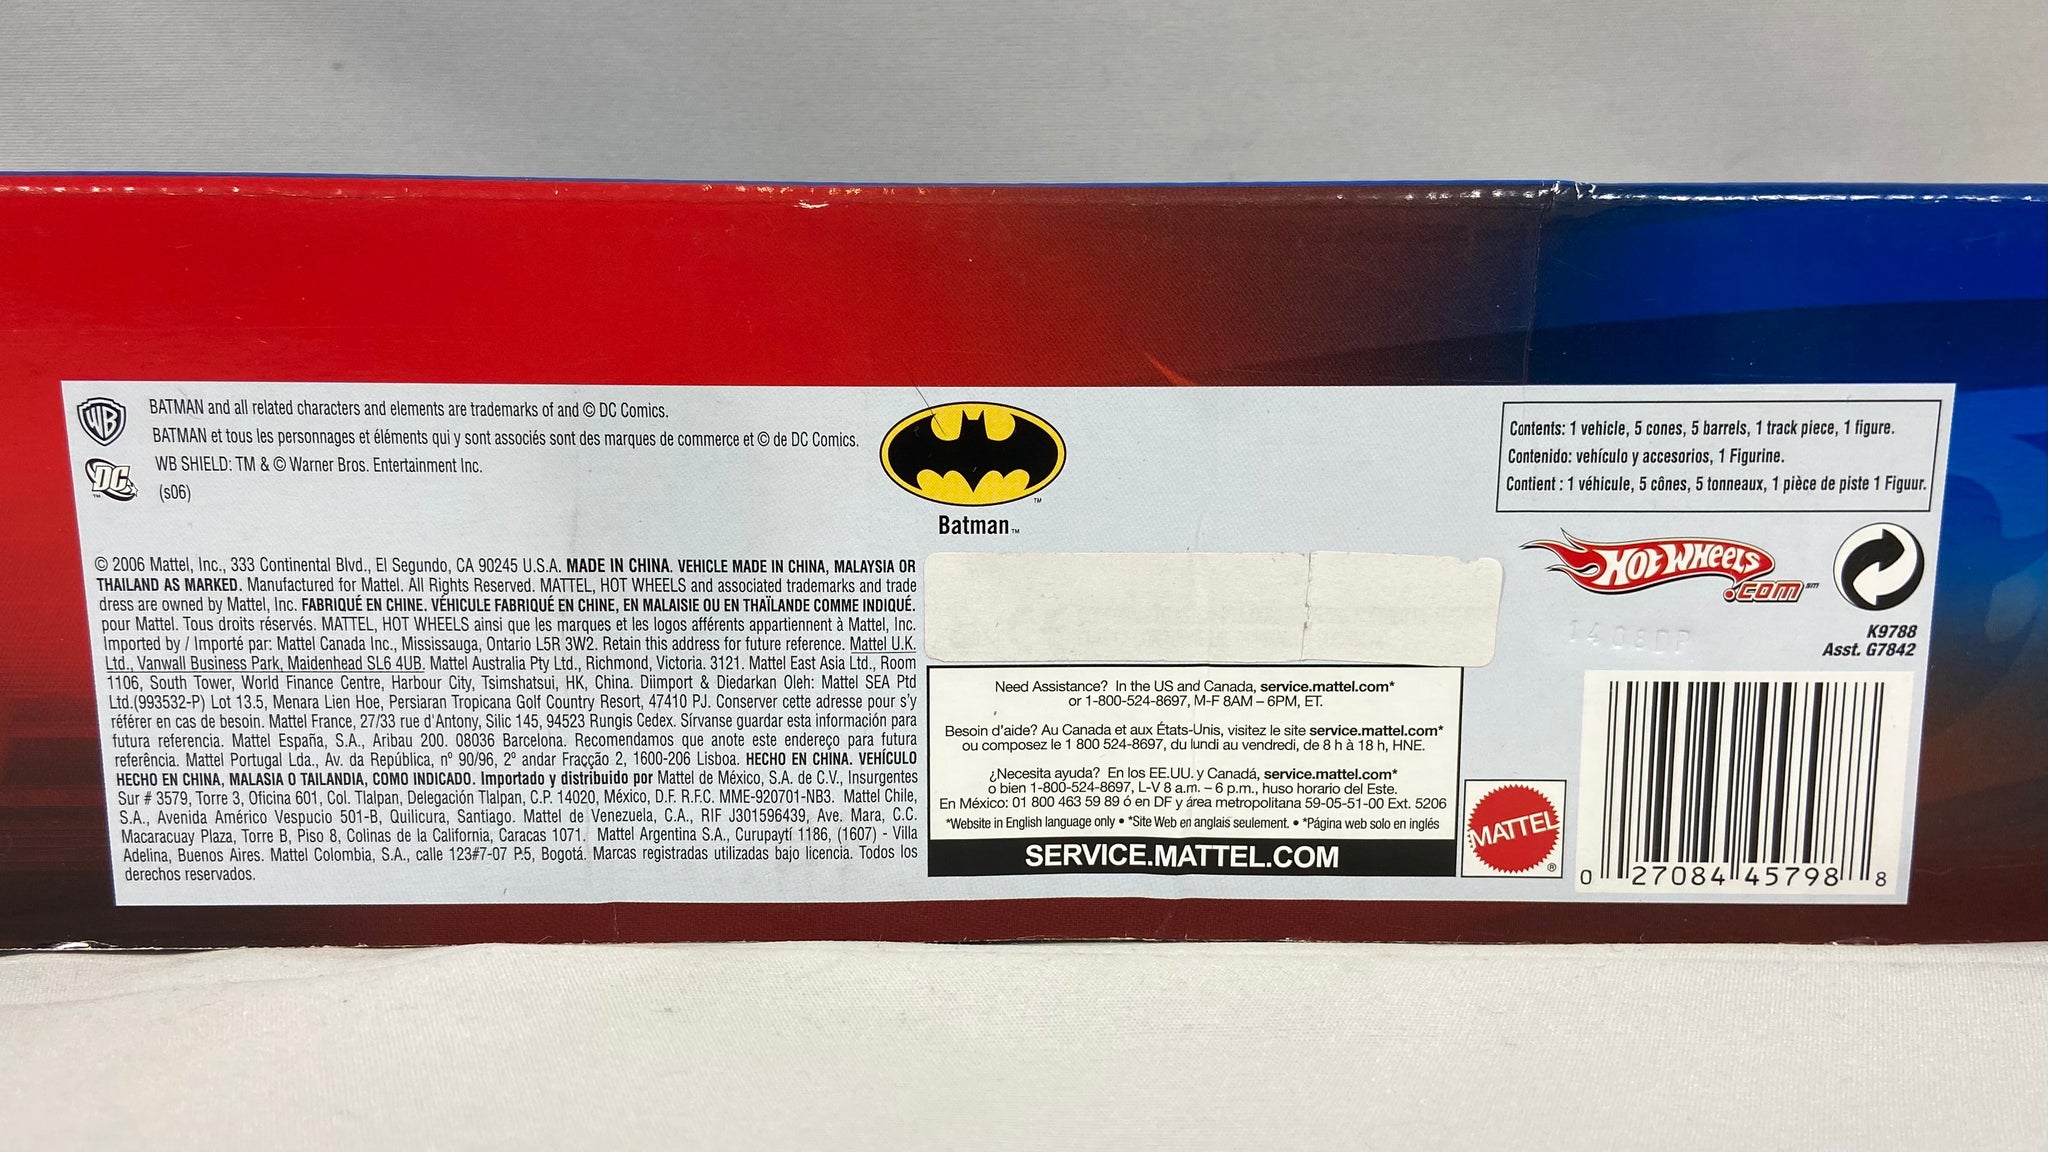 WB
BATMAN and all related characters and elements are trademarks of and © DC Comics.
BATMAN et tous les personnages et éléments qui y sont associés sont des marques de commerce et © de DC Comics.
DC™
WB SHIELD: TM & © Warner Bros. Entertainment Inc.
(s06)
TM
Batman™
Contents: 1 vehicle, 5 cones, 5 barrels, 1 track piece, 1 figure.
Contenido: vehículo y accesorios, 1 Figurine.
Contient : 1 véhicule, 5 cônes, 5 tonneaux, 1 pièce de piste 1 Figuur.
© 2006 Mattel, Inc., 333 Continental Blvd., El Segundo, CA 90245 U.S.A. MADE IN CHINA. VEHICLE MADE IN CHINA, MALAYSIA OR
THAILAND AS MARKED. Manufactured for Mattel. All Rights Reserved. MATTEL, HOT WHEELS and associated trademarks and trade
dress are owned by Mattel, Inc. FABRIQUÉ EN CHINE. VÉHICULE FABRIQUÉ EN CHINE, EN MALAISIE OU EN THAÏLANDE COMME INDIQUÉ.
pour Mattel. Tous droits réservés. MATTEL, HOT WHEELS ainsi que les marques et les logos afférents appartiennent à Mattel, Inc.
Imported by / Importé par: Mattel Canada Inc., Mississauga, Ontario L5R 3W2. Retain this address for future reference. Mattel U.K.
Ltd., Vanwall Business Park, Maidenhead SL6 4UB. Mattel Australia Pty Ltd., Richmond, Victoria. 3121. Mattel East Asia Ltd., Room
1106, South Tower, World Finance Centre, Harbour City, Tsimshatsui, HK, China. Diimport & Diedarkan Oleh: Mattel SEA Ptd
Ltd.(993532-P) Lot 13.5, Menara Lien Hoe, Persiaran Tropicana Golf Country Resort, 47410 PJ. Conserver cette adresse pour s'y
référer en cas de besoin. Mattel France, 27/33 rue d'Antony, Silic 145, 94523 Rungis Cedex. Sírvanse guardar esta información para
futura referencia. Mattel España, S.A., Aribau 200. 08036 Barcelona. Recomendamos que anote este endereço para futura
referência. Mattel Portugal Lda., Av. da República, nº 90/96, 2º andar Fracção 2, 1600-206 Lisboa. HECHO EN CHINA. VEHÍCULO
HECHO EN CHINA, MALASIA O TAILANDIA, COMO INDICADO. Importado y distribuido por Mattel de México, S.A. de C.V., Insurgentes
Sur # 3579, Torre 3, Oficina 601, Col. Tlalpan, Delegación Tlalpan, C.P. 14020, México, D.F. R.F.C. MME-920701-NB3. Mattel Chile,
S.A., Avenida Américo Vespucio 501-B, Quilicura, Santiago. Mattel de Venezuela, C.A., RIF J301596439, Ave. Mara, C.C.
Macaracuay Plaza, Torre B, Piso 8, Colinas de la California, Caracas 1071. Mattel Argentina S.A., Curupaytí 1186, (1607) - Villa
Adelina, Buenos Aires. Mattel Colombia, S.A., calle 123#7-07 P.5, Bogotá. Marcas registradas utilizadas bajo licencia. Todos los
derechos reservados.
Need Assistance? In the US and Canada, service.mattel.com*
or 1-800-524-8697, M-F 8AM – 6PM, ET.
Besoin d'aide? Au Canada et aux États-Unis, visitez le site service.mattel.com*
ou composez le 1 800 524-8697, du lundi au vendredi, de 8 h à 18 h, HNE.
¿Necesita ayuda? En los EE.UU. y Canadá, service.mattel.com*
o bien 1-800-524-8697, L-V 8 a.m. – 6 p.m., huso horario del Este.
En México: 01 800 463 59 89 ó en DF y área metropolitana 59-05-51-00 Ext. 5206
*Website in English language only • *Site Web en anglais seulement. • *Página web solo en inglés
SERVICE.MATTEL.COM
MATTEL
®
HOT WHEELS
.COM℠
K9788
Asst. G7842
0 27084 45798 8